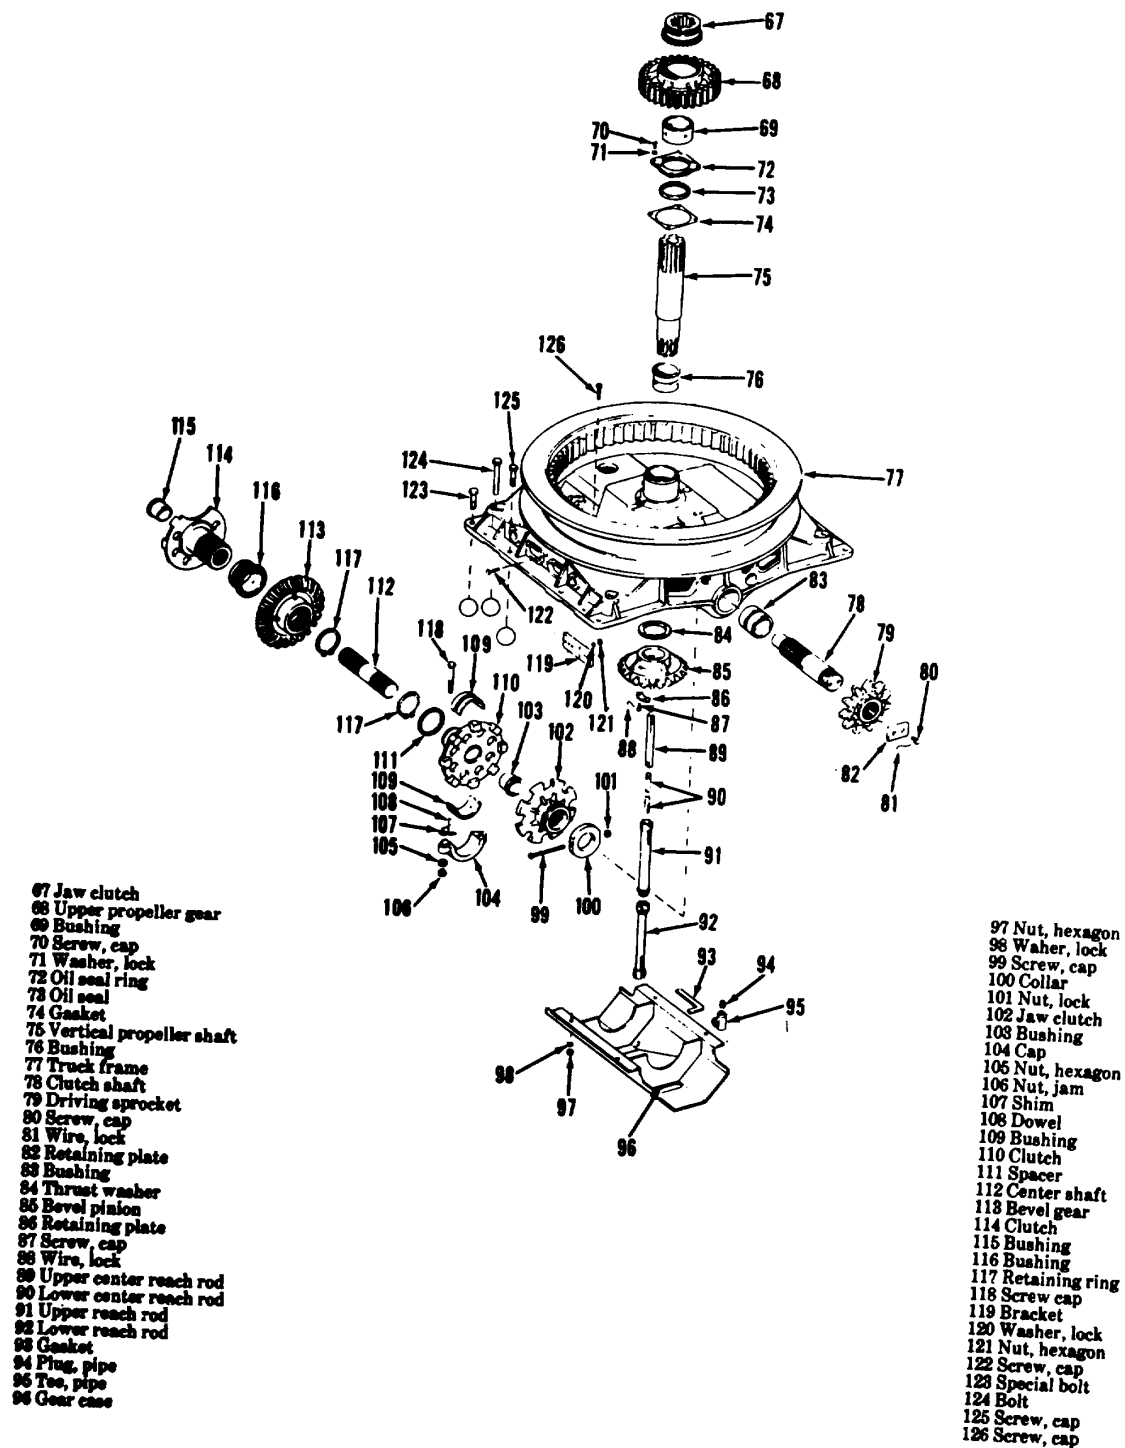 67
68
70
69
71
72
73
74
75
126
76
125
115
114
124
77
116
123
113
117
83
112
78
122
118
109
84
79
119
85
80
110
120
86
103
121
87
117
102
88
89
82
111
109
101
90
81
108
107
91
105
104
106
99
100
92
93
94
95
98
97
96
67 Jaw clutch
68 Upper propeller gear
69 Bushing
70 Screw, cap
71 Washer, lock
72 Oil seal ring
73 Oil seal
74 Gasket
75 Vertical propeller shaft
76 Bushing
77 Truck frame
78 Clutch shaft
79 Driving sprocket
80 Screw, cap
81 Wire, lock
82 Retaining plate
83 Bushing
84 Thrust washer
85 Bevel pinion
86 Retaining plate
87 Screw, cap
88 Wire, lock
89 Upper center reach rod
90 Lower center reach rod
91 Upper reach rod
92 Lower reach rod
93 Gasket
94 Plug, pipe
95 Tee, pipe
96 Gear case
97 Nut, hexagon
98 Waher, lock
99 Screw, cap
100 Collar
101 Nut, lock
102 Jaw clutch
103 Bushing
104 Cap
105 Nut, hexagon
106 Nut, jam
107 Shim
108 Dowel
109 Bushing
110 Clutch
111 Spacer
112 Center shaft
113 Bevel gear
114 Clutch
115 Bushing
116 Bushing
117 Retaining ring
118 Screw cap
119 Bracket
120 Washer, lock
121 Nut, hexagon
122 Screw, cap
123 Special bolt
124 Bolt
125 Screw, cap
126 Screw, cap